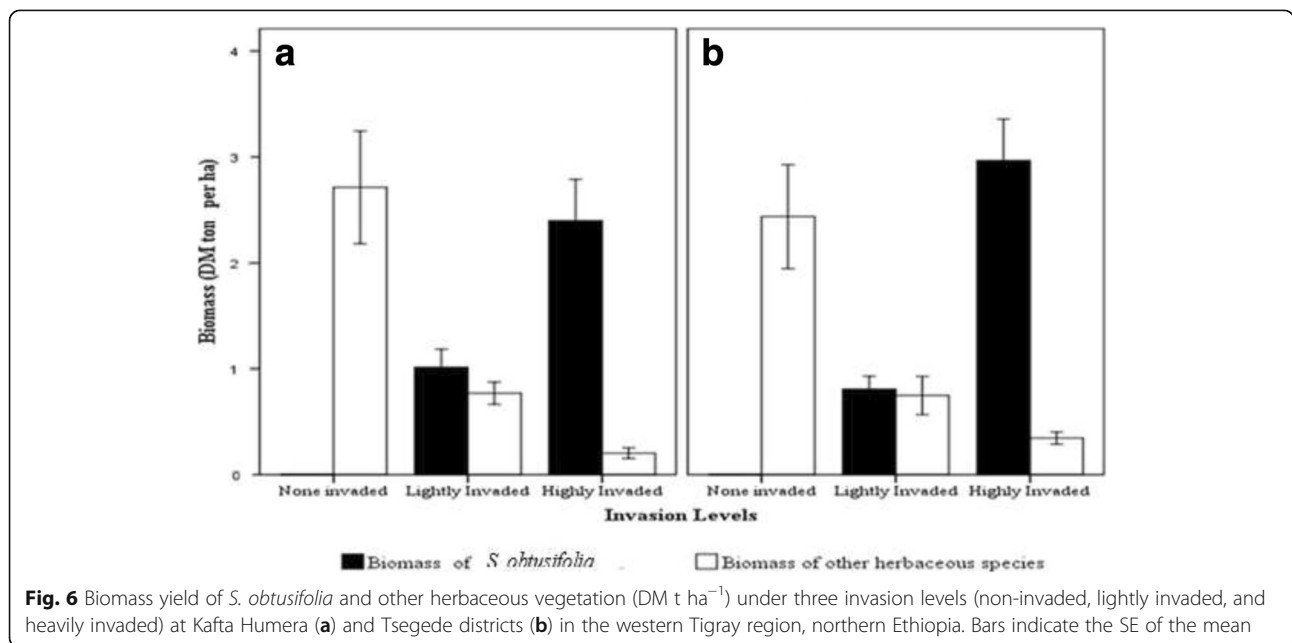 a
b
4
3
2
1
0
Biomass (DM ton per ha)
None invaded Lightly Invaded Highly Invaded None invaded Lightly Invaded Highly Invaded
Invasion Levels
Biomass of S obtusifolia Biomass of other herbaceous species
Fig. 6 Biomass yield of S. obtusifolia and other herbaceous vegetation (DM t ha⁻¹) under three invasion levels (non-invaded, lightly invaded, and
heavily invaded) at Kafta Humera (a) and Tsegede districts (b) in the western Tigray region, northern Ethiopia. Bars indicate the SE of the mean